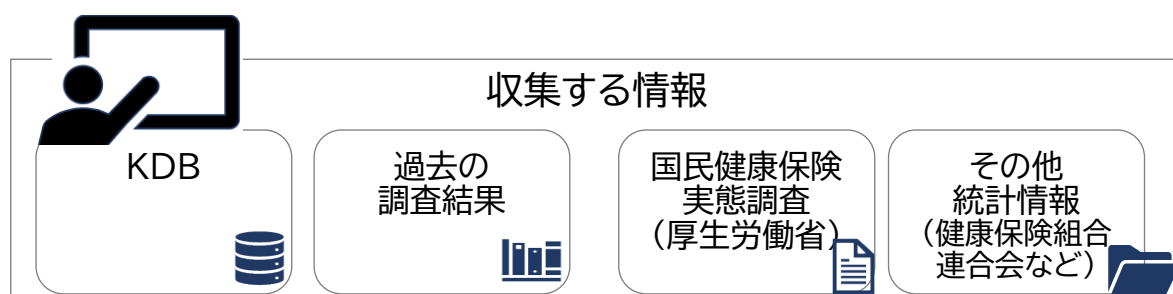 収集する情報
KDB
過去の
調査結果
国民健康保険
実態調査
（厚生労働省）
その他
統計情報
（健康保険組合
連合会など）